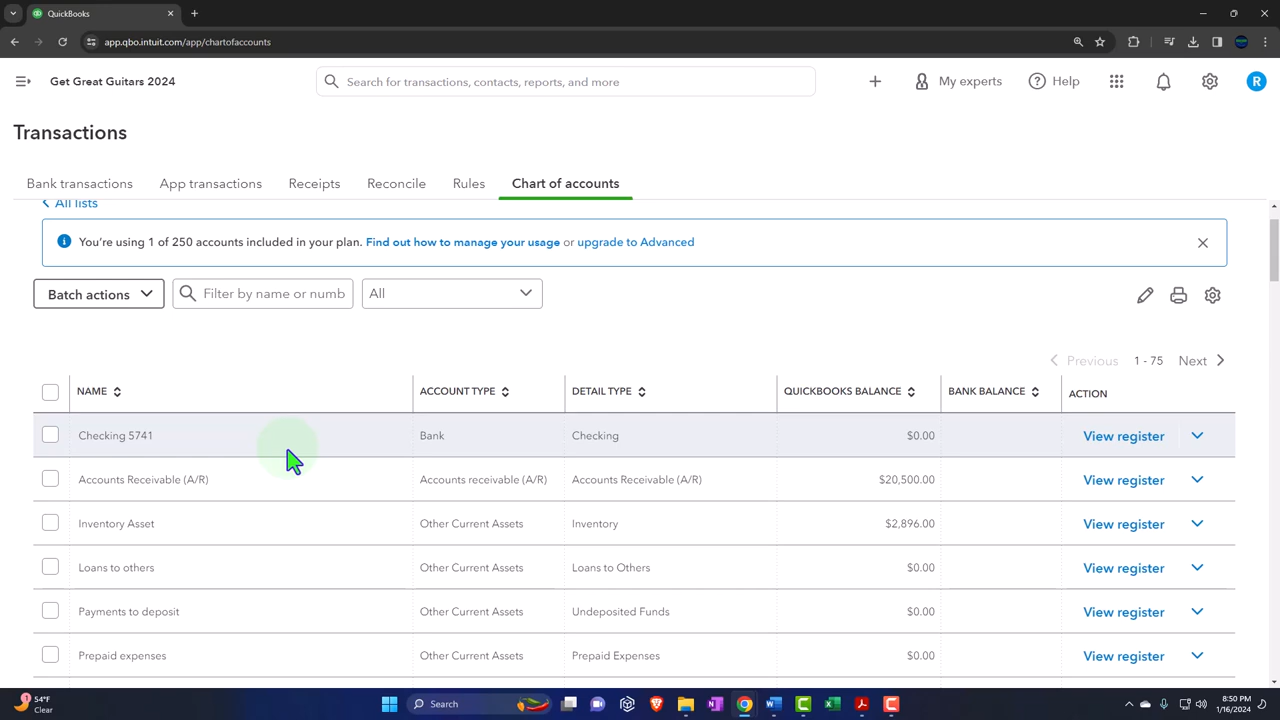 QuickBooks
app.qbo.intuit.com/app/chartofaccounts
Get Great Guitars 2024
Search for transactions, contacts, reports, and more
My experts
Help
R
Transactions
Bank transactions
App transactions
Receipts
Reconcile
Rules
Chart of accounts
All lists
You're using 1 of 250 accounts included in your plan. Find out how to manage your usage or upgrade to Advanced
Batch actions
Filter by name or numb
All
Previous 1 - 75 Next
NAME ACCOUNT TYPE DETAIL TYPE QUICKBOOKS BALANCE BANK BALANCE ACTION
Checking 5741 Bank Checking $0.00 View register
Accounts Receivable (A/R) Accounts receivable (A/R) Accounts Receivable (A/R) $20,500.00 View register
Inventory Asset Other Current Assets Inventory $2,896.00 View register
Loans to others Other Current Assets Loans to Others $0.00 View register
Payments to deposit Other Current Assets Undeposited Funds $0.00 View register
Prepaid expenses Other Current Assets Prepaid Expenses $0.00 View register
1
54°F
Clear
Search
8:50 PM
1/16/2024